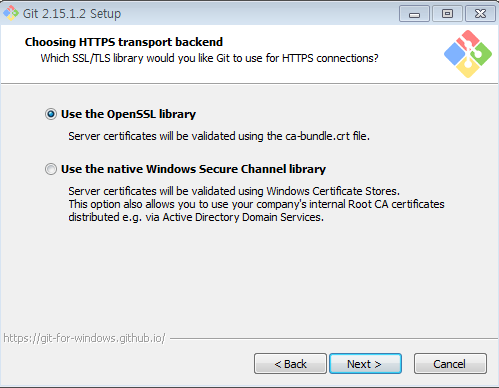 Git 2.15.1.2 Setup
Choosing HTTPS transport backend
Which SSL/TLS library would you like Git to use for HTTPS connections?
Use the OpenSSL library
Server certificates will be validated using the ca-bundle.crt file.
Use the native Windows Secure Channel library
Server certificates will be validated using Windows Certificate Stores.
This option also allows you to use your company's internal Root CA certificates
distributed e.g. via Active Directory Domain Services.
https://git-for-windows.github.io/
< Back
Next >
Cancel